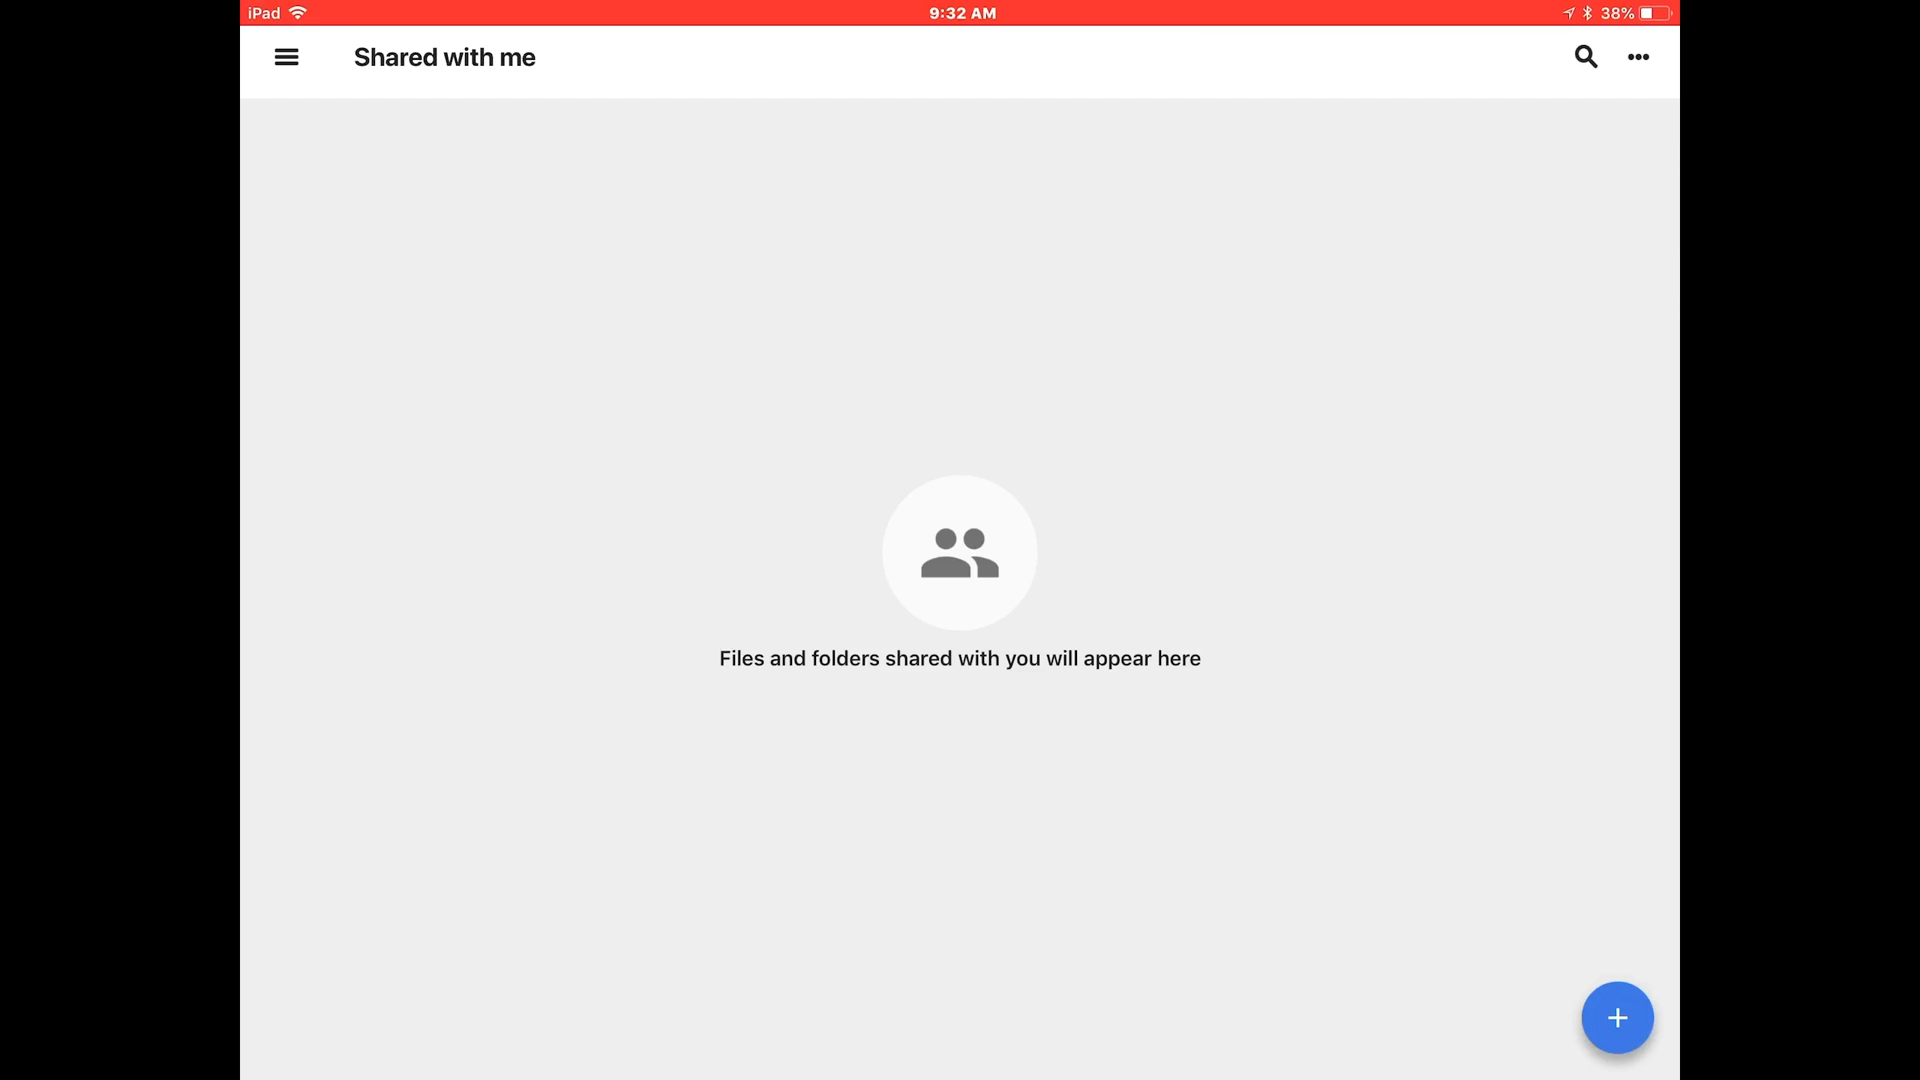 iPad 9:32 AM 38%
Shared with me
Files and folders shared with you will appear here